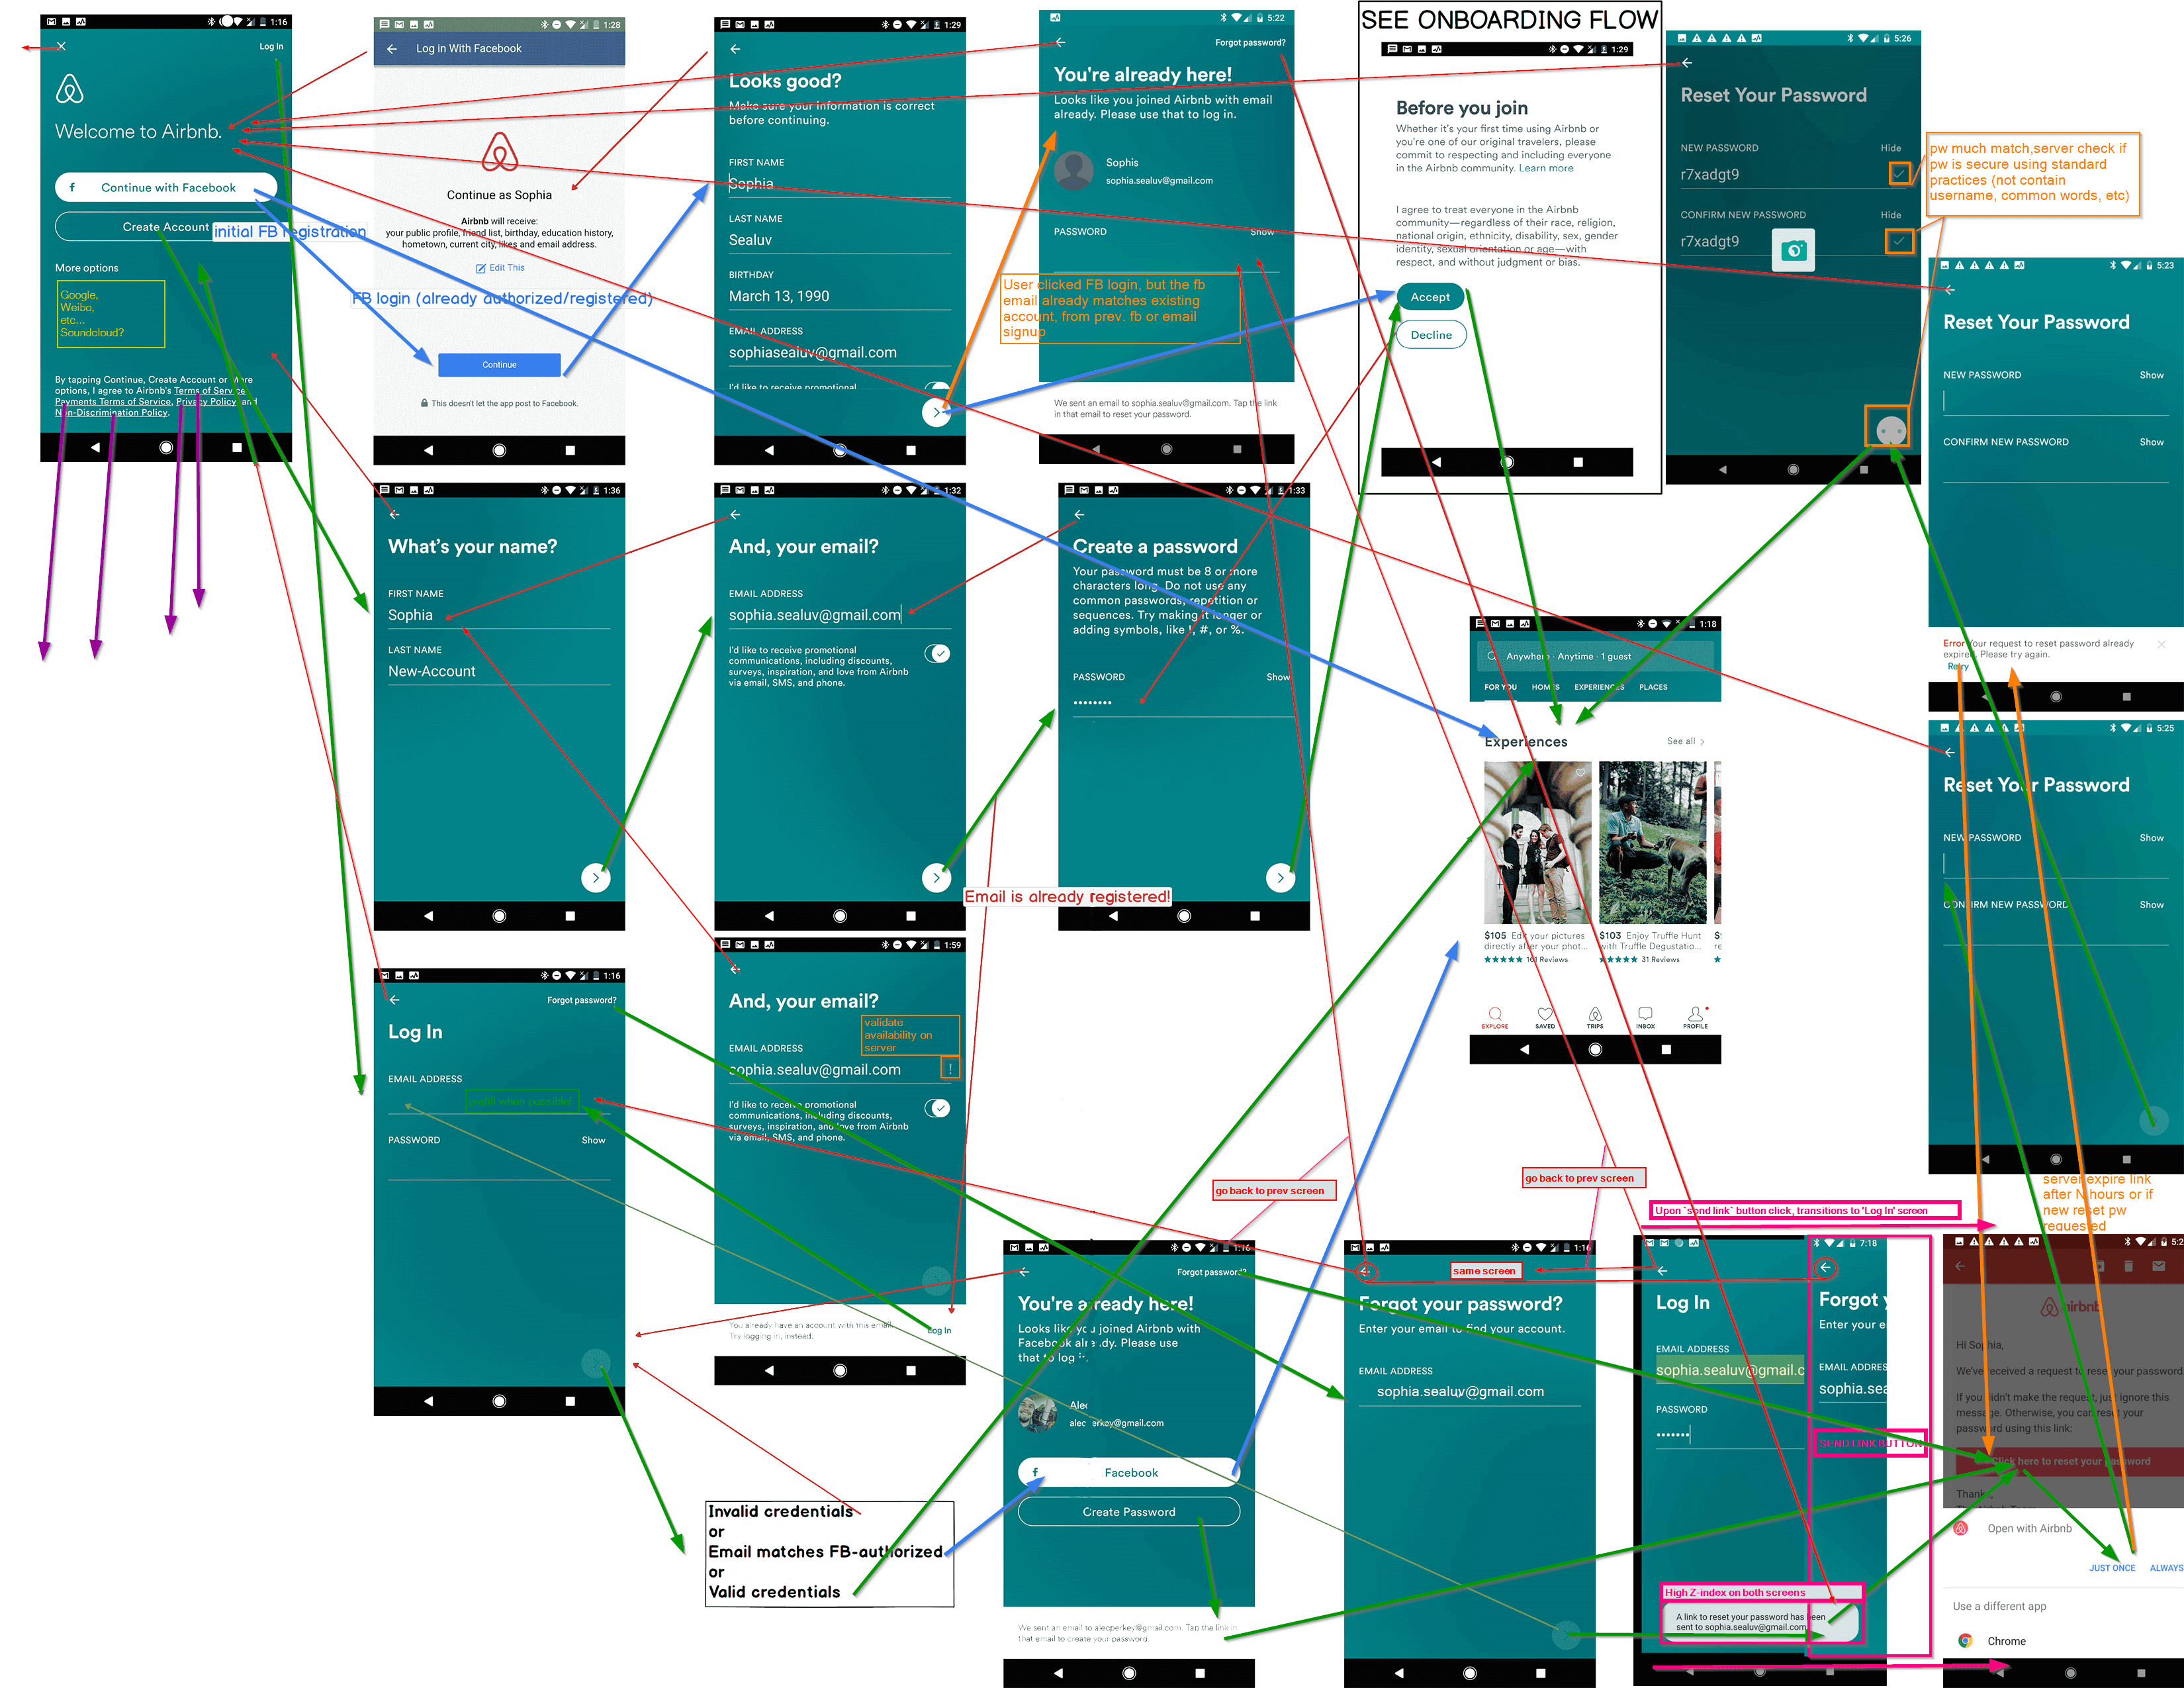 1:16
Log In
Welcome to Airbnb.
Continue with Facebook
Create Account
initial FB registration
More options
Google,
Weibo,
etc...
Soundcloud?
By tapping Continue, Create Account or More
options, I agree to Airbnb's Terms of Service,
Payments Terms of Service, Privacy Policy, and
Non-Discrimination Policy.
1:28
Log in With Facebook
Continue as Sophia
Airbnb will receive:
your public profile, friend list, birthday, education history,
hometown, current city, likes and email address.
Edit This
FB login (already authorized/registered)
Continue
This doesn't let the app post to Facebook.
1:29
Looks good?
Make sure your information is correct
before continuing.
FIRST NAME
Sophia
LAST NAME
Sealuv
BIRTHDAY
March 13, 1990
EMAIL ADDRESS
sophiasealuv@gmail.com
I'd like to receive promotional
5:22
Forgot password?
You're already here!
Looks like you joined Airbnb with email
already. Please use that to log in.
Sophis
sophia.sealuv@gmail.com
PASSWORD
Show
User clicked FB login, but the fb
email already matches existing
account, from prev. fb or email
signup
We sent an email to sophia.sealuv@gmail.com. Tap the link
in that email to reset your password.
SEE ONBOARDING FLOW
1:29
Before you join
Whether it's your first time using Airbnb or
you're one of our original travelers, please
commit to respecting and including everyone
in the Airbnb community. Learn more
I agree to treat everyone in the Airbnb
community—regardless of their race, religion,
national origin, ethnicity, disability, sex, gender
identity, sexual orientation or age—with
respect, and without judgment or bias.
Accept
Decline
5:26
Reset Your Password
NEW PASSWORD
Hide
r7xadgt9
CONFIRM NEW PASSWORD
Hide
r7xadgt9
pw much match,server check if
pw is secure using standard
practices (not contain
username, common words, etc)
5:23
Reset Your Password
NEW PASSWORD
Show
CONFIRM NEW PASSWORD
Show
Error Your request to reset password already
expired. Please try again.
Retry
1:36
What's your name?
FIRST NAME
Sophia
LAST NAME
New-Account
1:32
And, your email?
EMAIL ADDRESS
sophia.sealuv@gmail.com
I'd like to receive promotional
communications, including discounts,
surveys, inspiration, and love from Airbnb
via email, SMS, and phone.
1:33
Create a password
Your password must be 8 or more
characters long. Do not use any
common passwords, repetition or
sequences. Try making it longer or
adding symbols, like !, #, or %.
PASSWORD
Show
Email is already registered!
1:18
Anywhere · Anytime · 1 guest
FOR YOU
HOMES
EXPERIENCES
PLACES
Experiences
See all
$105 Edit your pictures
directly after your phot...
161 Reviews
$103 Enjoy Truffle Hunt
with Truffle Degustatio...
31 Reviews
EXPLORE
SAVED
TRIPS
INBOX
PROFILE
5:25
Reset Your Password
NEW PASSWORD
Show
CONFIRM NEW PASSWORD
Show
server expire link
after N hours or if
new reset pw
requested
1:16
Forgot password?
Log In
EMAIL ADDRESS
prefill when possible!
PASSWORD
Show
1:59
And, your email?
validate
availability on
server
EMAIL ADDRESS
sophia.sealuv@gmail.com
!
I'd like to receive promotional
communications, including discounts,
surveys, inspiration, and love from Airbnb
via email, SMS, and phone.
You already have an account with this email.
Try logging in, instead.
Log In
Invalid credentials
or
Email matches FB-authorized
or
Valid credentials
go back to prev screen
1:16
Forgot password?
You're already here!
Looks like you joined Airbnb with
Facebook already. Please use
that to log in.
Alec
alecperkey@gmail.com
Facebook
Create Password
We sent an email to alecperkey@gmail.com. Tap the link in
that email to create your password.
go back to prev screen
1:16
same screen
Forgot your password?
Enter your email to find your account.
EMAIL ADDRESS
sophia.sealuv@gmail.com
Upon `send link` button click, transitions to 'Log In' screen
Log In
EMAIL ADDRESS
sophia.sealuv@gmail.c
PASSWORD
7:18
Forgot y
Enter your e
EMAIL ADDRES
sophia.sea
SEND LINK BUTTON
High Z-index on both screens
A link to reset your password has been
sent to sophia.sealuv@gmail.com
5:2
airbnb
Hi Sophia,
We've received a request to reset your password.
If you didn't make the request, just ignore this
message. Otherwise, you can reset your
password using this link:
Click here to reset your password
Thanks,
Open with Airbnb
JUST ONCE
ALWAYS
Use a different app
Chrome